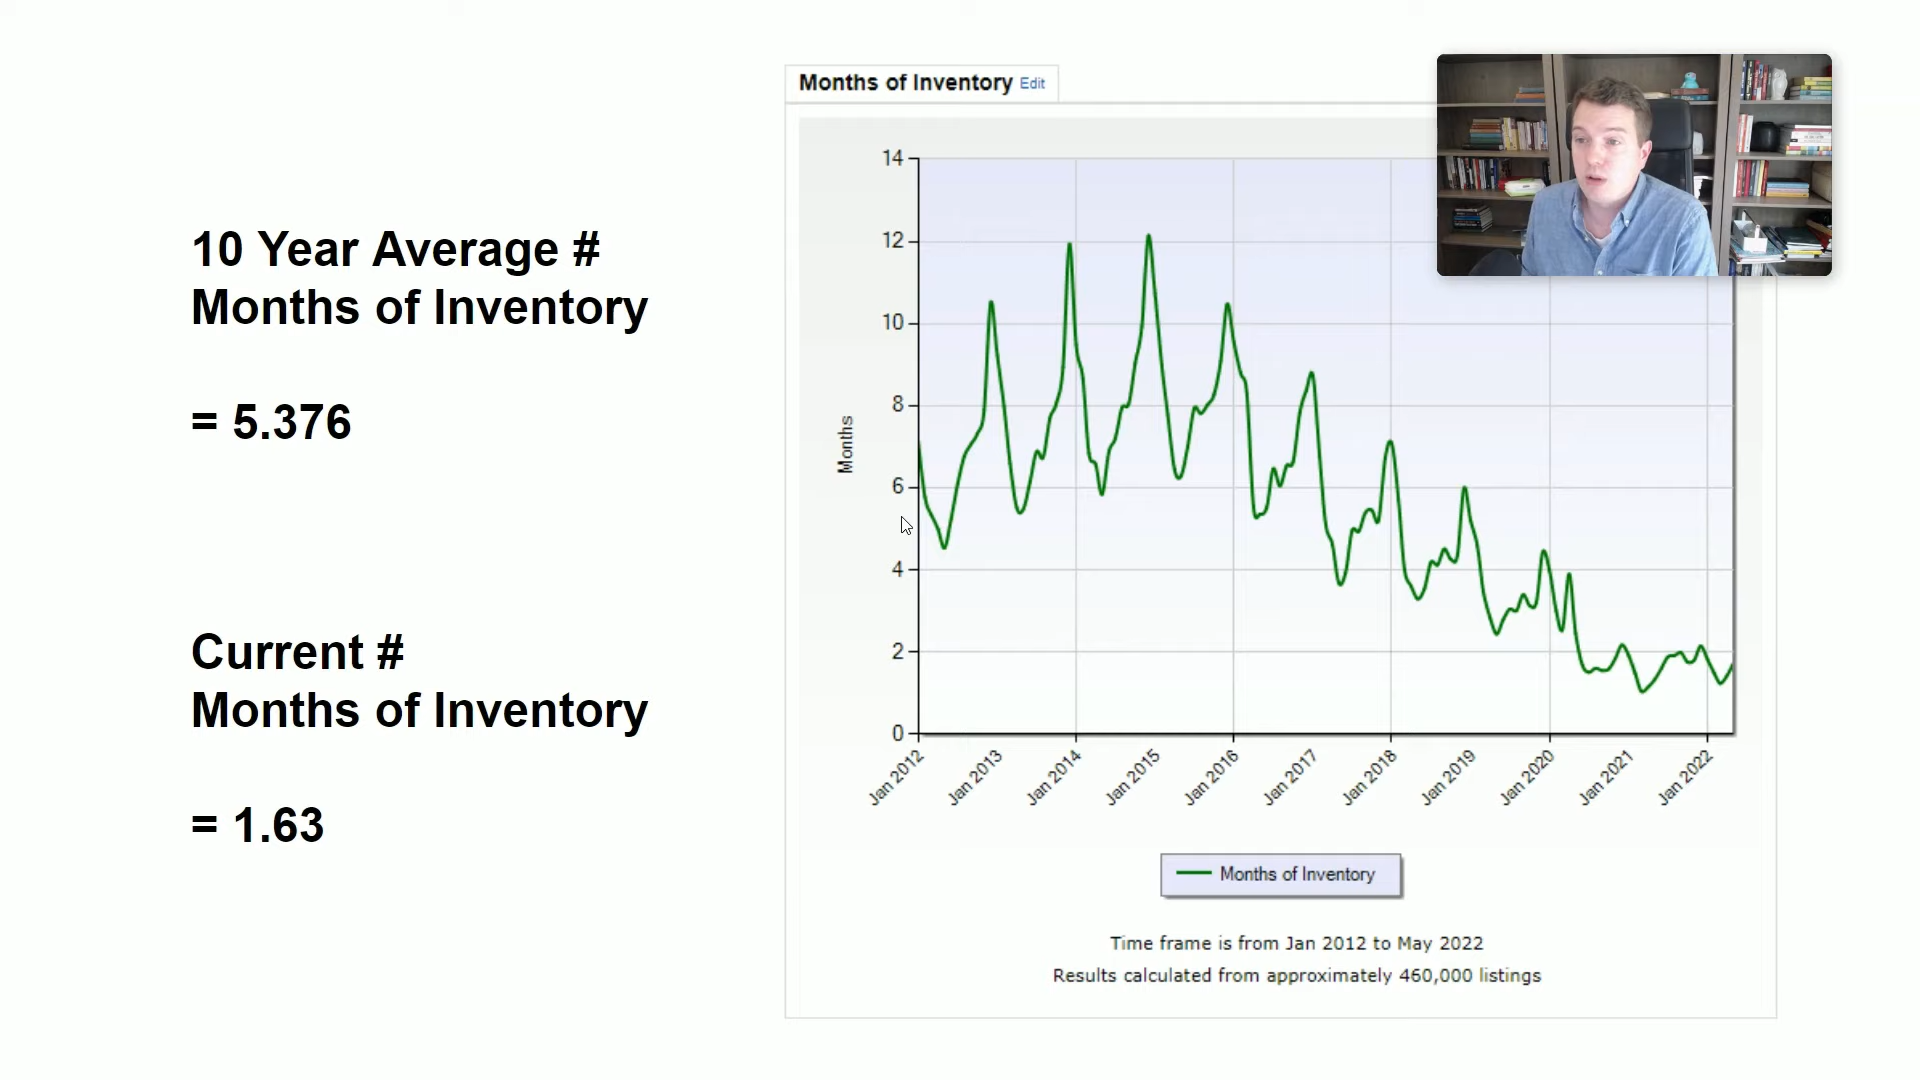 10 Year Average #
Months of Inventory
= 5.376
Current #
Months of Inventory
= 1.63
Months of Inventory Edit
14
12
10
8
6
4
2
0
Months
Jan 2012
Jan 2013
Jan 2014
Jan 2015
Jan 2016
Jan 2017
Jan 2018
Jan 2019
Jan 2020
Jan 2021
Jan 2022
Months of Inventory
Time frame is from Jan 2012 to May 2022
Results calculated from approximately 460,000 listings